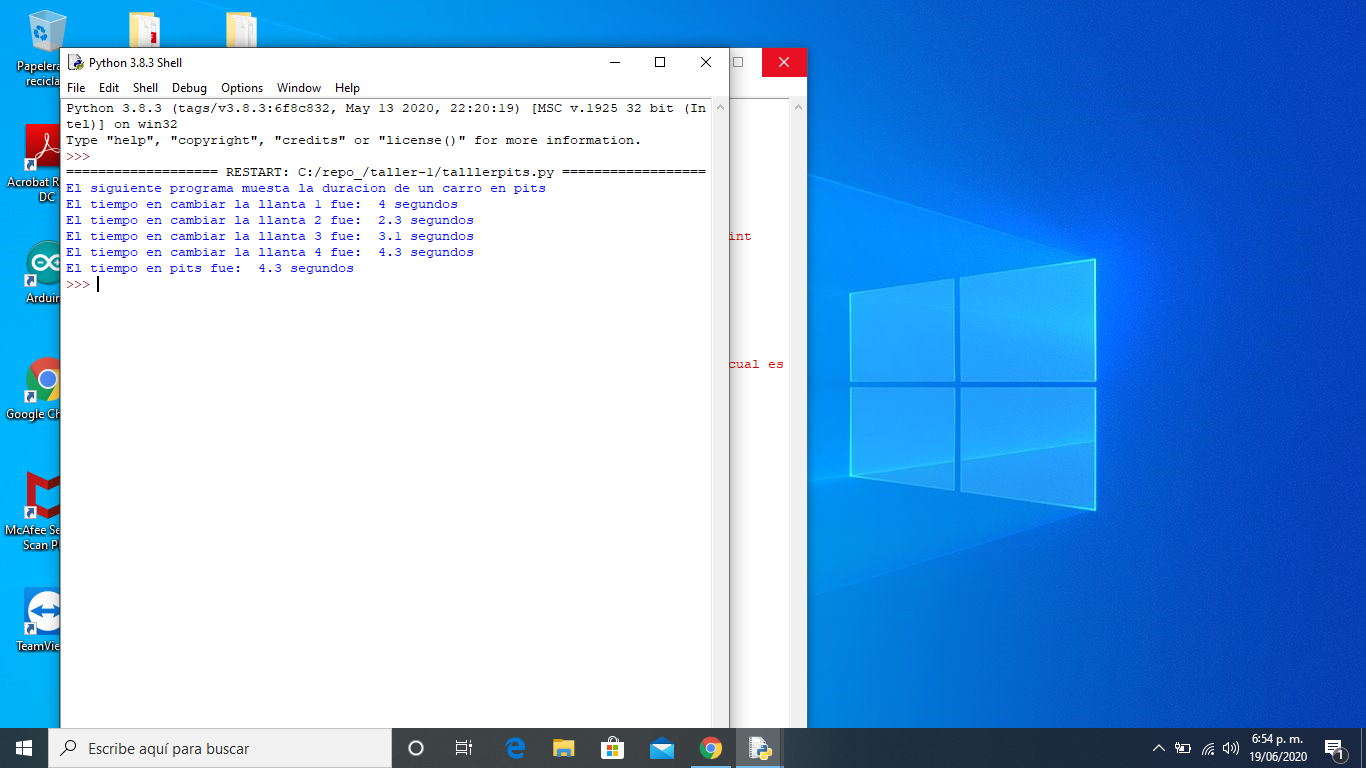 Papelera
recicla
Acrobat R
DC
Arduin
Google Ch
McAfee Se
Scan P
TeamVie
Python 3.8.3 Shell
File Edit Shell Debug Options Window Help
Python 3.8.3 (tags/v3.8.3:6f8c832, May 13 2020, 22:20:19) [MSC v.1925 32 bit (In
tel)] on win32
Type "help", "copyright", "credits" or "license()" for more information.
>>>
=================== RESTART: C:/repo_/taller-1/talllerpits.py ==================
El siguiente programa muesta la duracion de un carro en pits
El tiempo en cambiar la llanta 1 fue:  4 segundos
El tiempo en cambiar la llanta 2 fue:  2.3 segundos
El tiempo en cambiar la llanta 3 fue:  3.1 segundos
El tiempo en cambiar la llanta 4 fue:  4.3 segundos
El tiempo en pits fue:  4.3 segundos
>>>
int
cual es
Escribe aquí para buscar
6:54 p. m.
19/06/2020
1